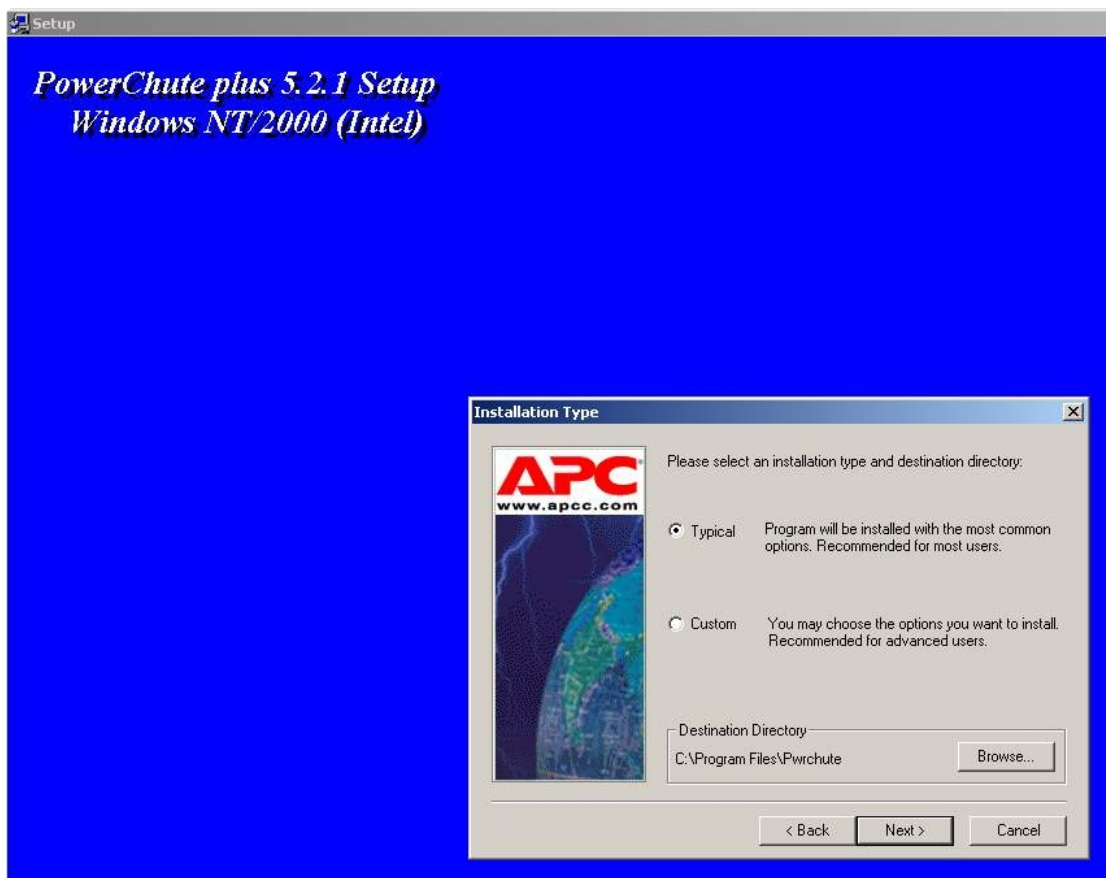 Setup
PowerChute plus 5.2.1 Setup
Windows NT/2000 (Intel)
Installation Type
APC
www.apcc.com
Please select an installation type and destination directory:
Typical
Program will be installed with the most common
options. Recommended for most users.
Custom
You may choose the options you want to install.
Recommended for advanced users.
Destination Directory
C:\Program Files\Pwrchute
Browse...
< Back
Next >
Cancel